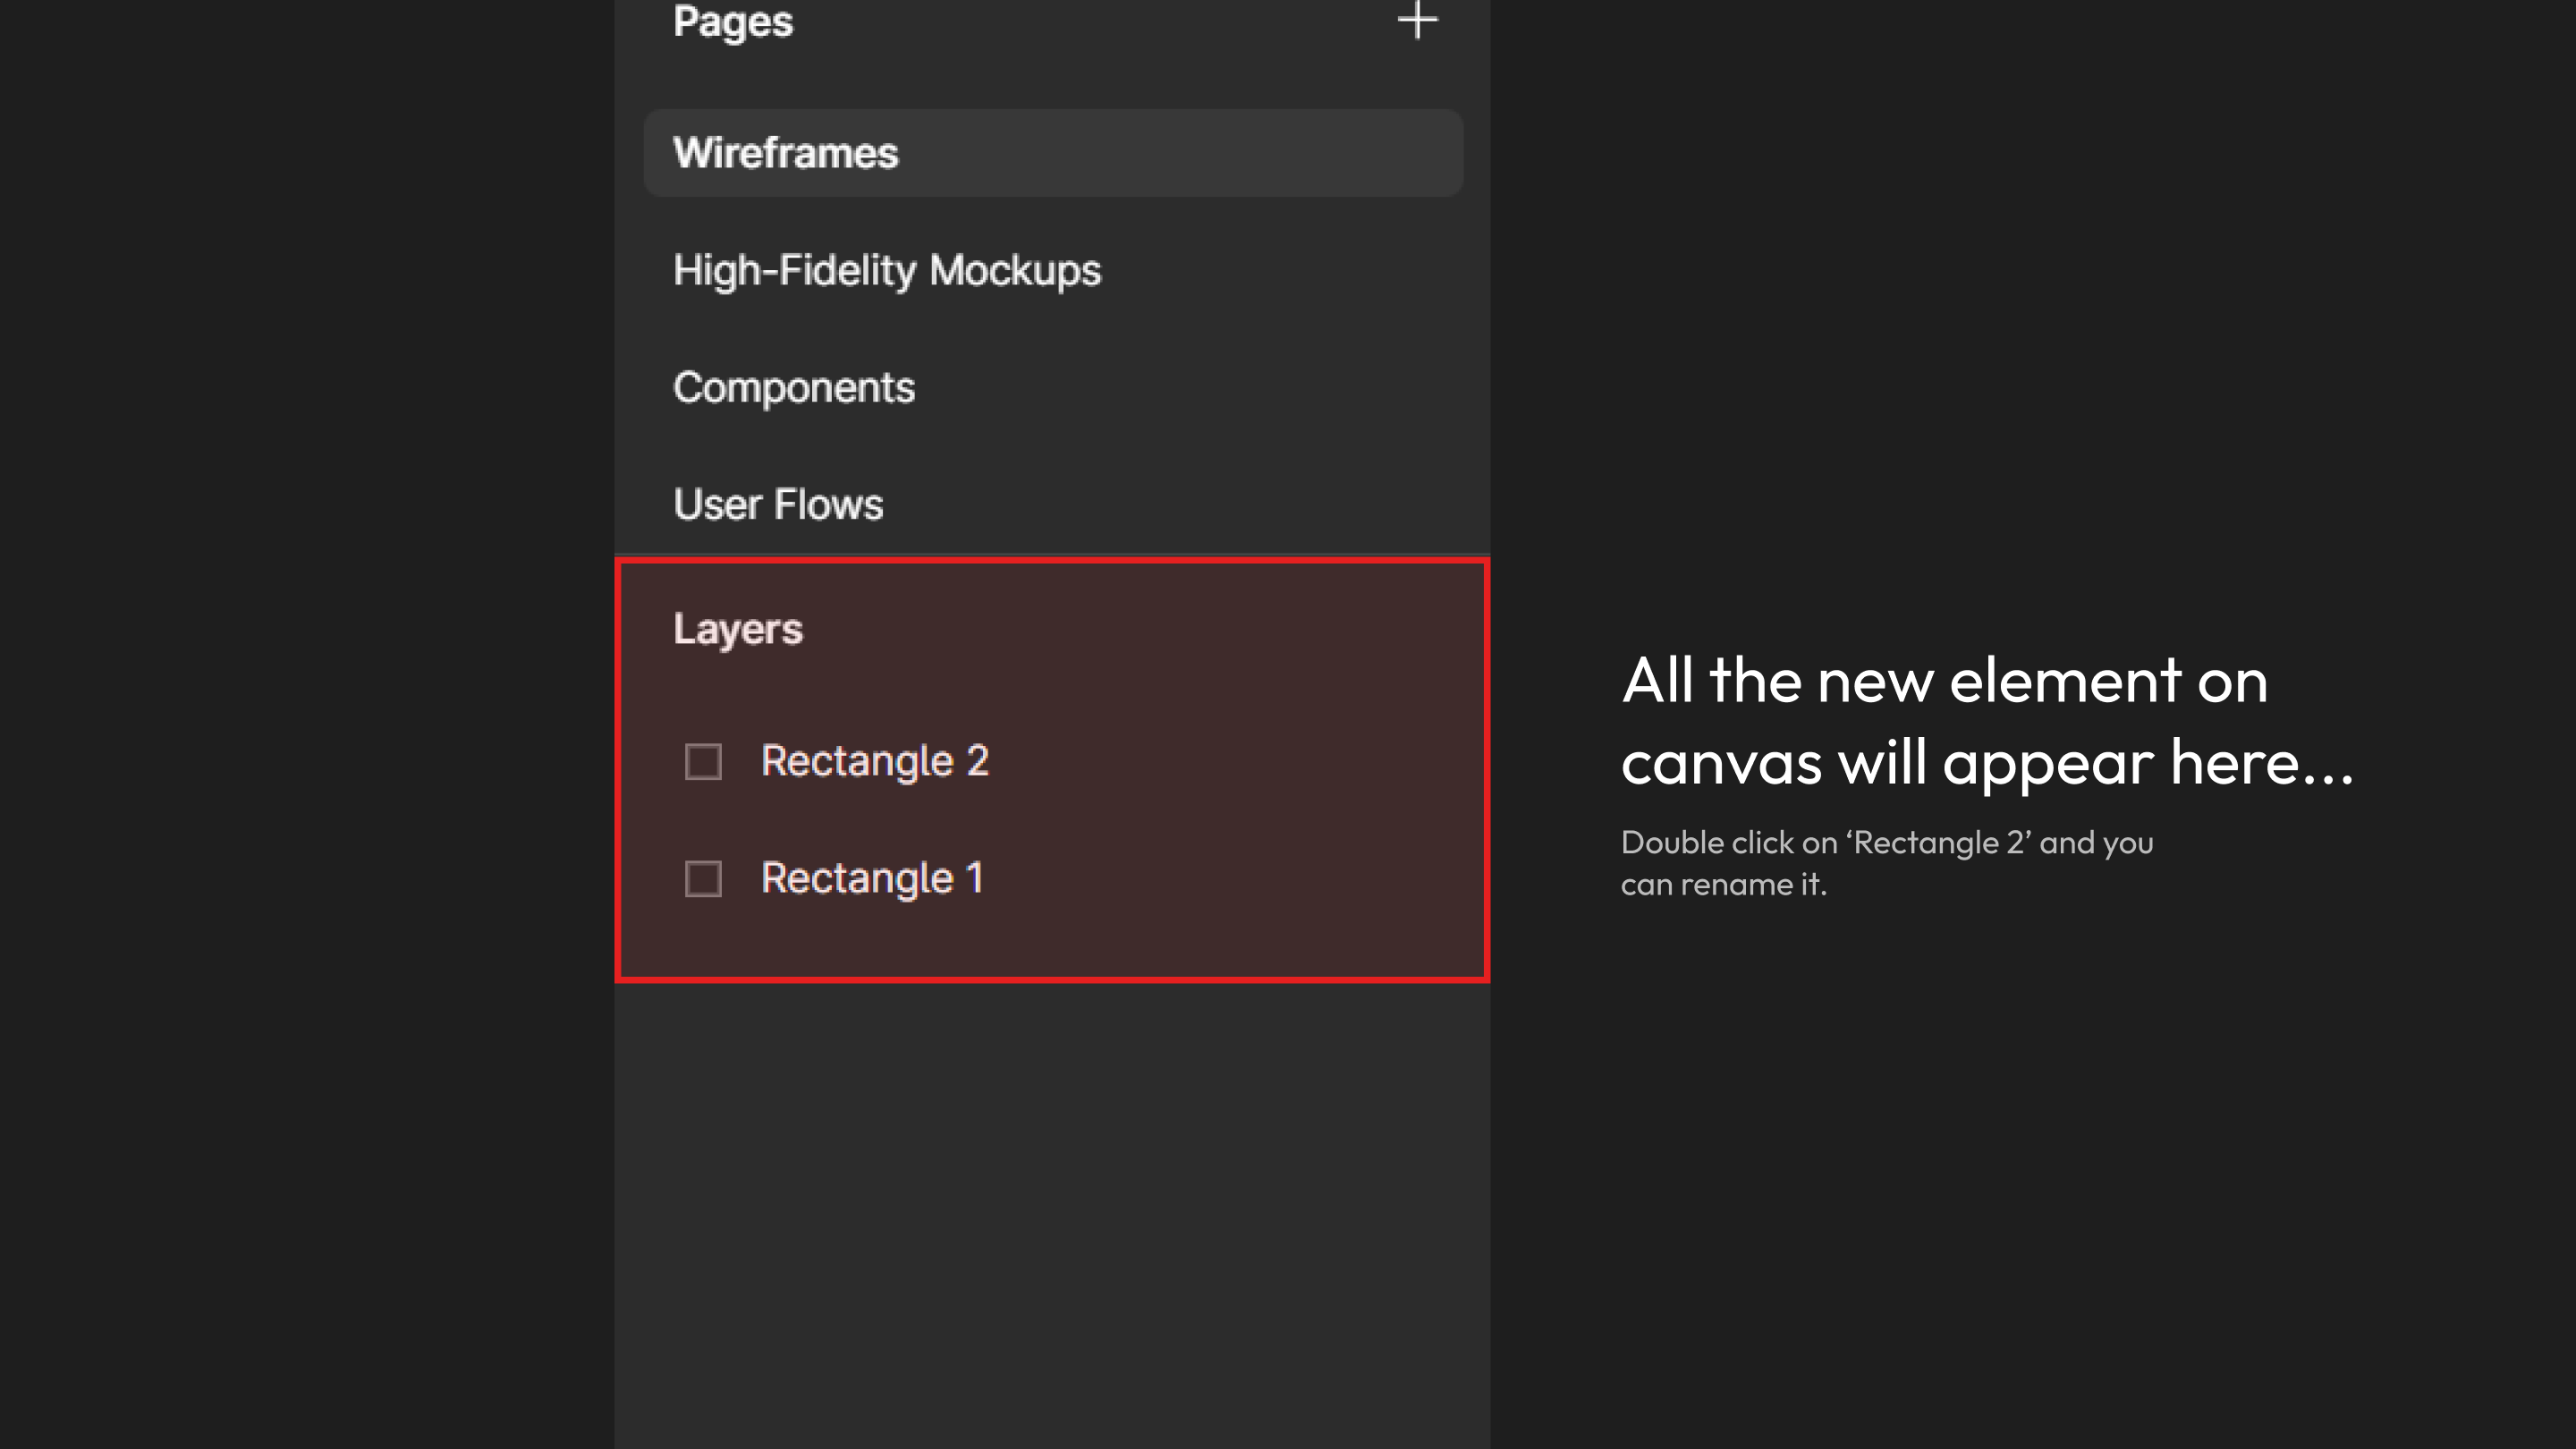 Pages
Wireframes
High-Fidelity Mockups
Components
User Flows
Layers
Rectangle 2
Rectangle 1
All the new element on
canvas will appear here...
Double click on ‘Rectangle 2’ and you
can rename it.